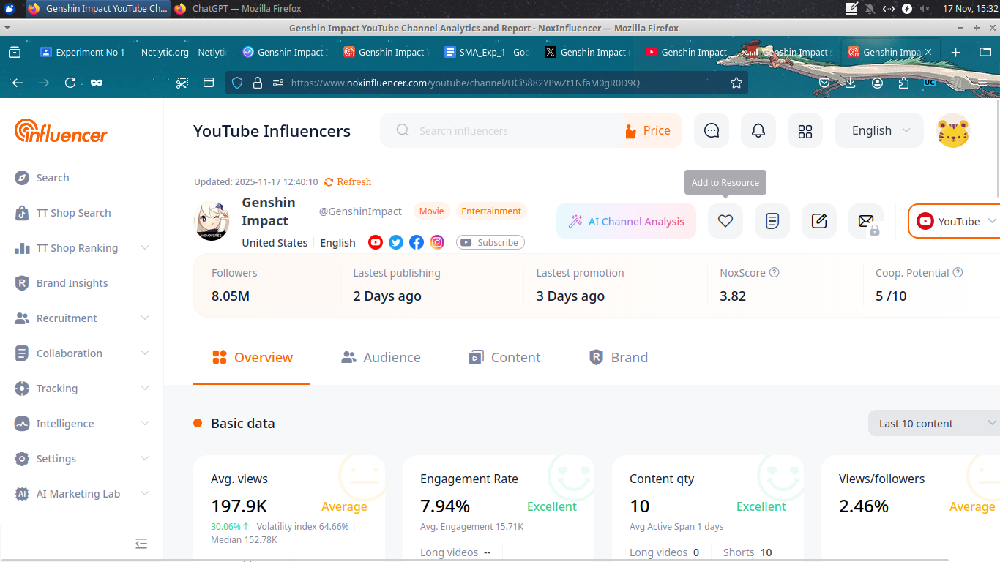 Genshin Impact YouTube Ch...
ChatGPT — Mozilla Firefox
17 Nov, 15:32
Genshin Impact YouTube Channel Analytics and Report - NoxInfluencer — Mozilla Firefox
Experiment No 1
Netlytic.org – Netlytic
Genshin Impact
Genshin Impact
SMA_Exp_1 - Goo
Genshin Impact
Genshin Impact
Genshin Impact's
Genshin Impa
https://www.noxinfluencer.com/youtube/channel/UCiS882YPwZt1NfaM0gR0D9Q
UC
influencer
YouTube Influencers
Search influencers
Price
English
Search
TT Shop Search
TT Shop Ranking
Brand Insights
Recruitment
Collaboration
Tracking
Intelligence
Settings
AI Marketing Lab
Updated: 2025-11-17 12:40:10
Refresh
Add to Resource
Genshin
Impact
@GenshinImpact
Movie
Entertainment
AI Channel Analysis
YouTube
United States
English
Subscribe
Followers
Lastest publishing
Lastest promotion
NoxScore
Coop. Potential
8.05M
2 Days ago
3 Days ago
3.82
5 /10
Overview
Audience
Content
Brand
Basic data
Last 10 content
Avg. views
197.9K
Average
30.06%↑ Volatility index 64.66%
Median 152.78K
Engagement Rate
7.94%
Excellent
Avg. Engagement 15.71K
Long videos --
Content qty
10
Excellent
Avg Active Span 1 days
Long videos 0
Shorts 10
Views/followers
2.46%
Average